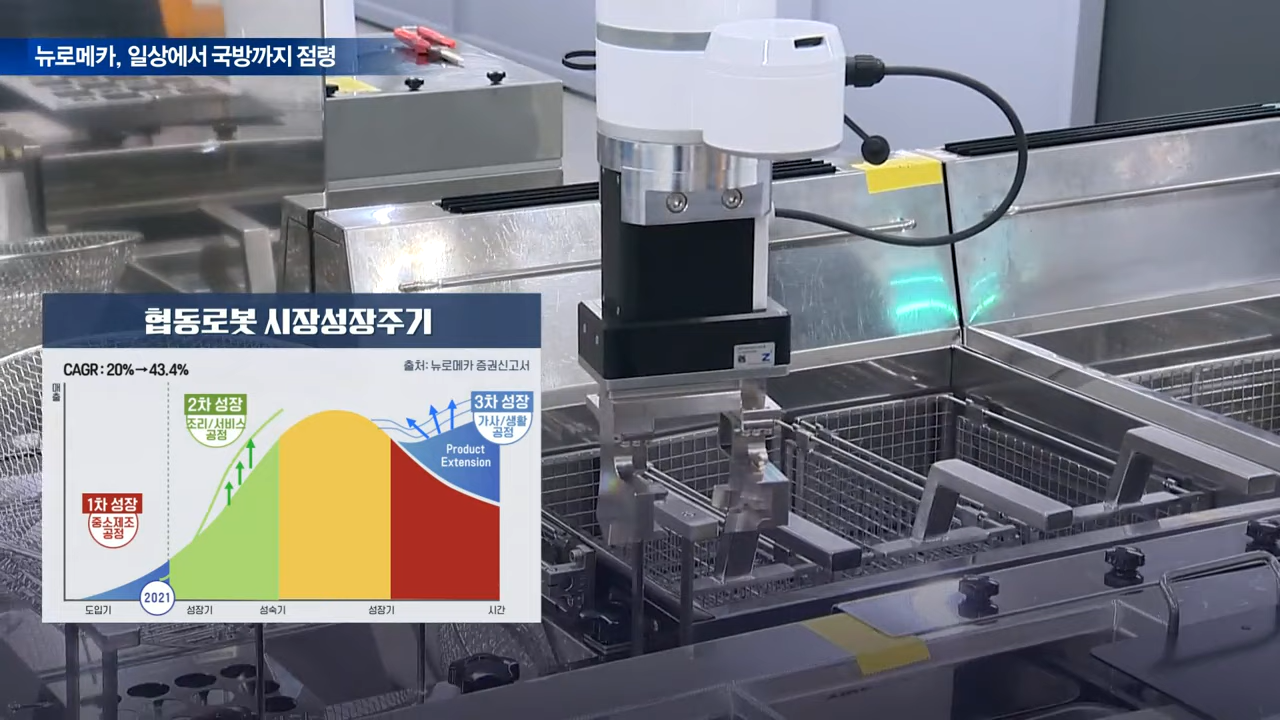 뉴로메카, 일상에서 국방까지 점령
협동로봇 시장성장주기
CAGR : 20%→43.4%
출처: 뉴로메카 증권신고서
매출
2차 성장
조리/서비스
공정
3차 성장
가사/생활
공정
Product
Extension
1차 성장
중소제조
공정
2021
도입기
성장기
성숙기
성장기
시간